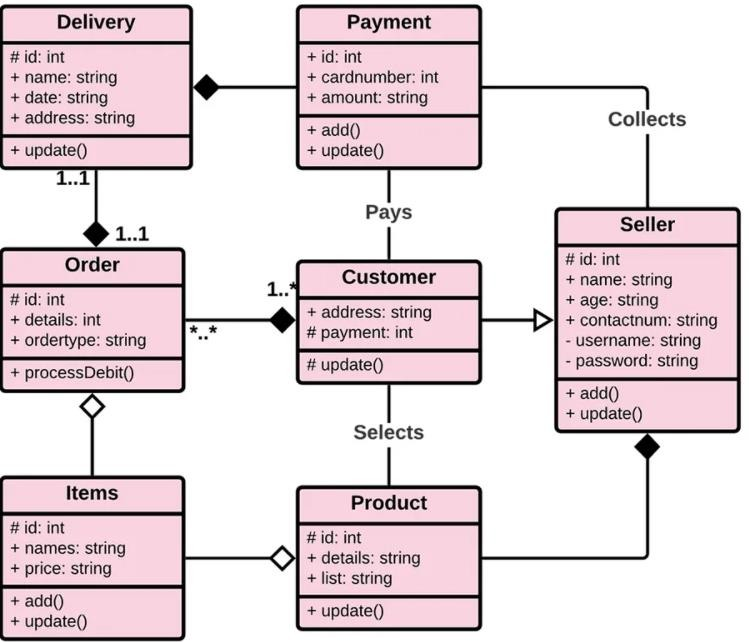 Delivery
# id: int
+ name: string
+ date: string
+ address: string
+ update()
Payment
+ id: int
+ cardnumber: int
+ amount: string
+ add()
+ update()
Collects
1..1
1..1
Pays
Seller
# id: int
+ name: string
+ age: string
+ contactnum: string
- username: string
- password: string
+ add()
+ update()
Order
# id: int
+ details: int
+ ordertype: string
+ processDebit()
1..*
*..*
Customer
+ address: string
# payment: int
# update()
Selects
Items
# id: int
+ names: string
+ price: string
+ add()
+ update()
Product
# id: int
+ details: string
+ list: string
+ update()